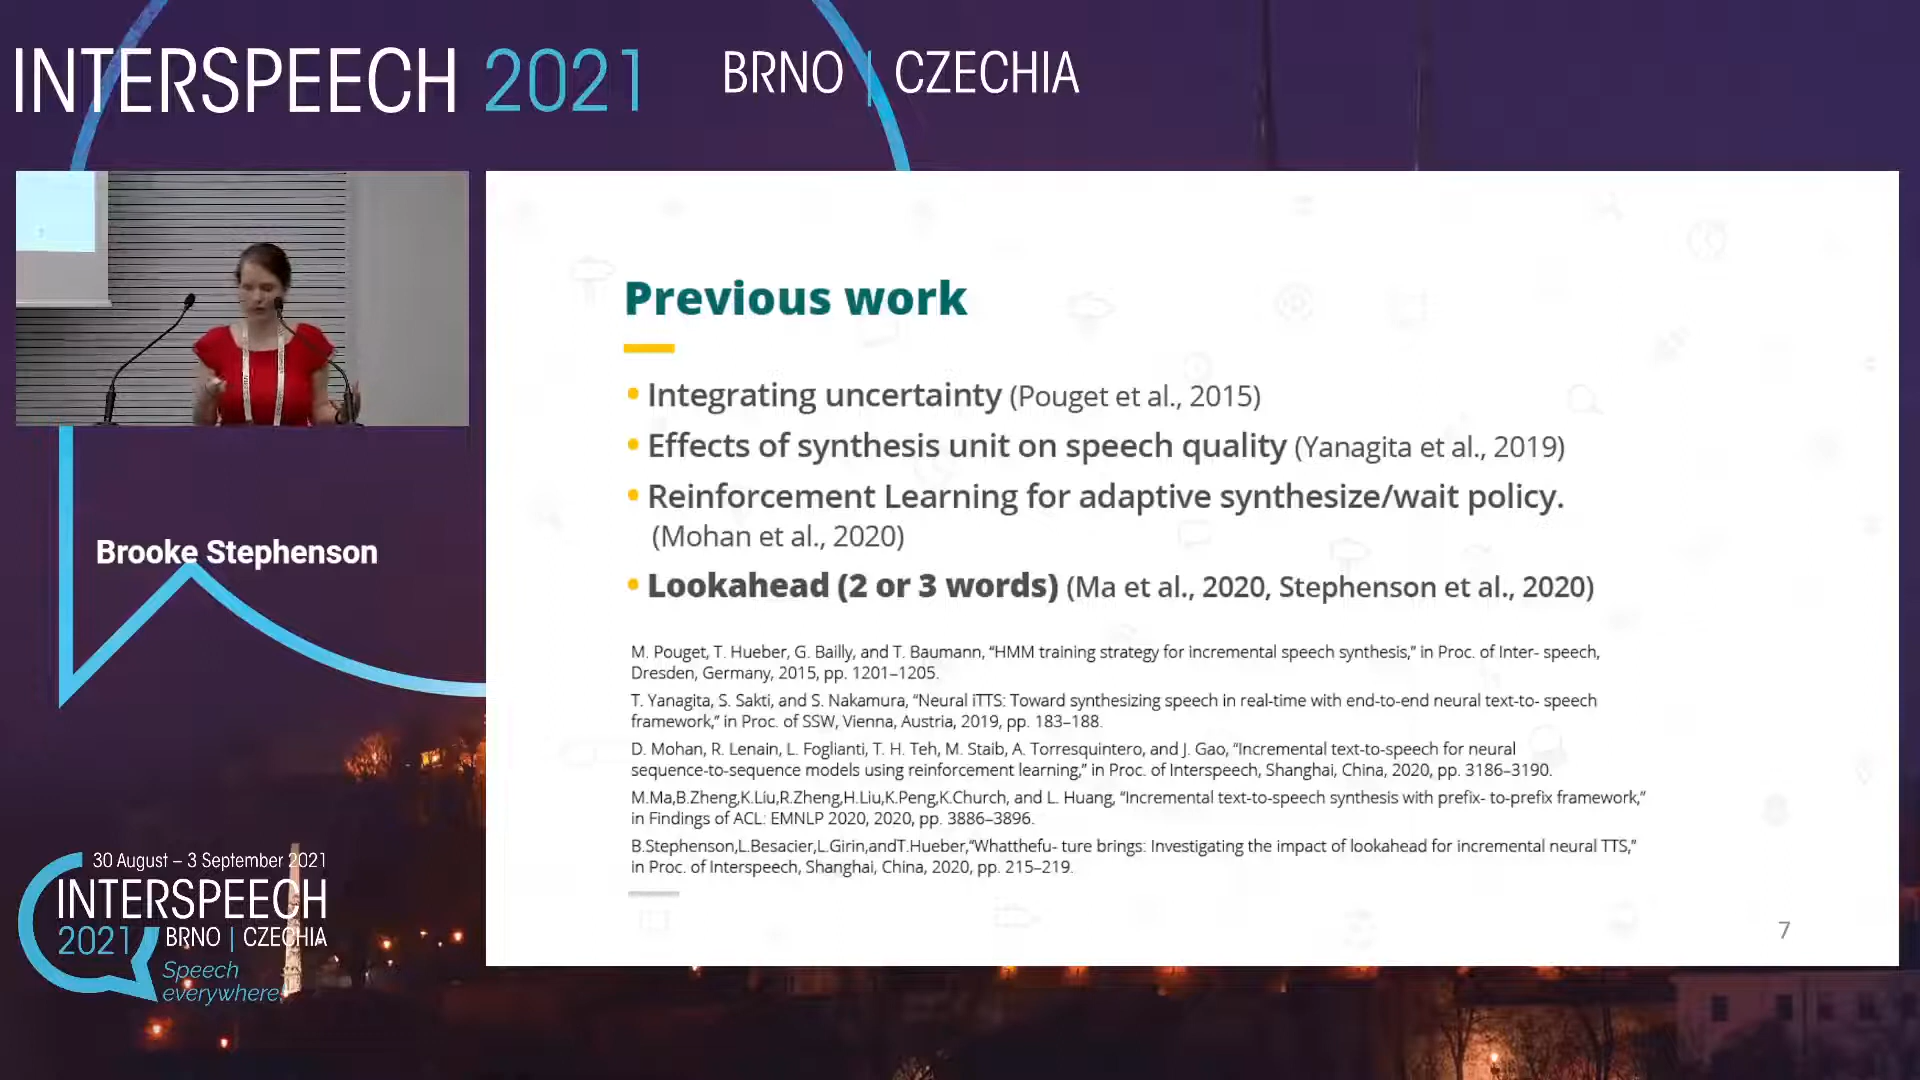 INTERSPEECH 2021
BRNO | CZECHIA
Brooke Stephenson
30 August – 3 September 2021
INTERSPEECH
2021 BRNO | CZECHIA
Speech
everywhere!
Previous work
• Integrating uncertainty (Pouget et al., 2015)
• Effects of synthesis unit on speech quality (Yanagita et al., 2019)
• Reinforcement Learning for adaptive synthesize/wait policy.
(Mohan et al., 2020)
• Lookahead (2 or 3 words) (Ma et al., 2020, Stephenson et al., 2020)
M. Pouget, T. Hueber, G. Bailly, and T. Baumann, “HMM training strategy for incremental speech synthesis,” in Proc. of Inter- speech,
Dresden, Germany, 2015, pp. 1201–1205.
T. Yanagita, S. Sakti, and S. Nakamura, “Neural iTTS: Toward synthesizing speech in real-time with end-to-end neural text-to- speech
framework,” in Proc. of SSW, Vienna, Austria, 2019, pp. 183–188.
D. Mohan, R. Lenain, L. Foglianti, T. H. Teh, M. Staib, A. Torresquintero, and J. Gao, “Incremental text-to-speech for neural
sequence-to-sequence models using reinforcement learning,” in Proc. of Interspeech, Shanghai, China, 2020, pp. 3186–3190.
M.Ma,B.Zheng,K.Liu,R.Zheng,H.Liu,K.Peng,K.Church, and L. Huang, “Incremental text-to-speech synthesis with prefix- to-prefix framework,”
in Findings of ACL: EMNLP 2020, 2020, pp. 3886–3896.
B.Stephenson,L.Besacier,L.Girin,andT.Hueber,“Whatthefu- ture brings: Investigating the impact of lookahead for incremental neural TTS,”
in Proc. of Interspeech, Shanghai, China, 2020, pp. 215–219.
7